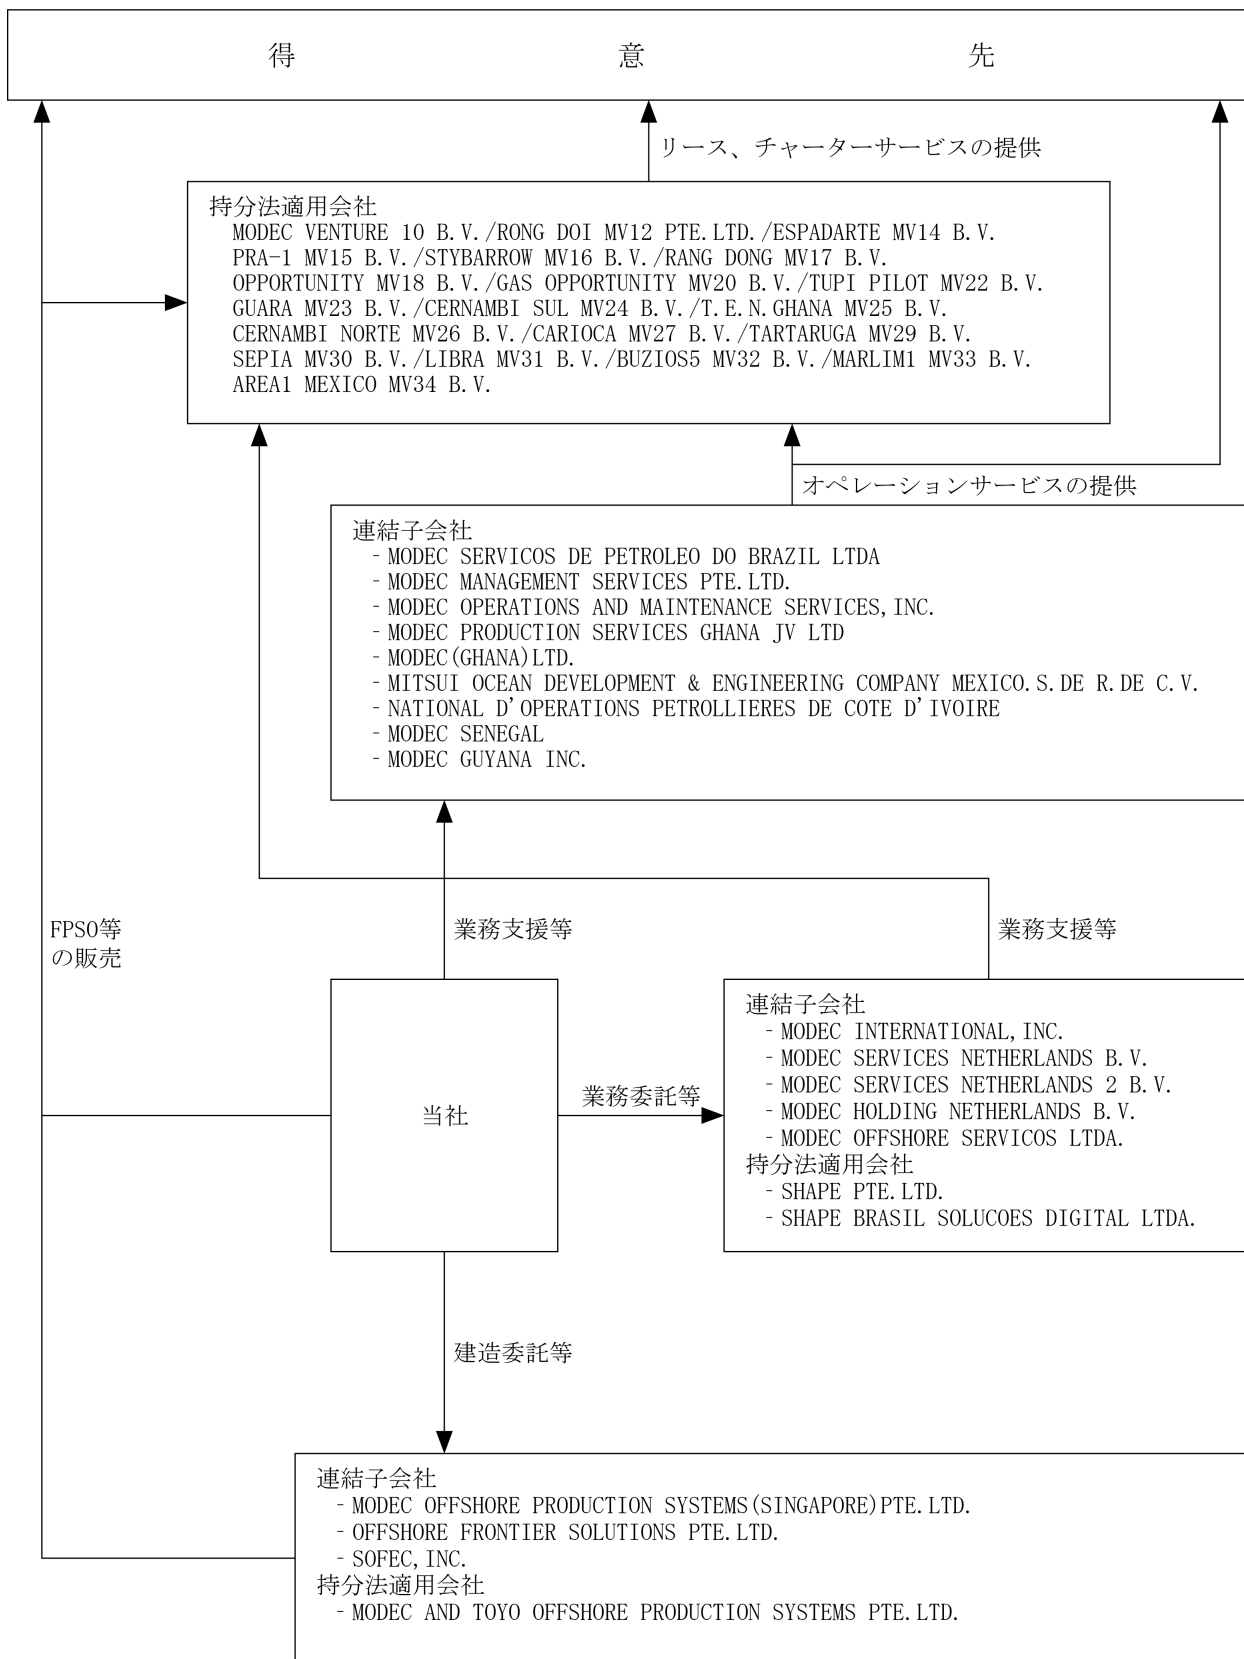 得意先
リース、チャーターサービスの提供
持分法適用会社
MODEC VENTURE 10 B.V./RONG DOI MV12 PTE.LTD./ESPADARTE MV14 B.V.
PRA-1 MV15 B.V./STYBARROW MV16 B.V./RANG DONG MV17 B.V.
OPPORTUNITY MV18 B.V./GAS OPPORTUNITY MV20 B.V./TUPI PILOT MV22 B.V.
GUARA MV23 B.V./CERNAMBI SUL MV24 B.V./T.E.N.GHANA MV25 B.V.
CERNAMBI NORTE MV26 B.V./CARIOCA MV27 B.V./TARTARUGA MV29 B.V.
SEPIA MV30 B.V./LIBRA MV31 B.V./BUZIOS5 MV32 B.V./MARLIM1 MV33 B.V.
AREA1 MEXICO MV34 B.V.
オペレーションサービスの提供
連結子会社
- MODEC SERVICOS DE PETROLEO DO BRAZIL LTDA
- MODEC MANAGEMENT SERVICES PTE.LTD.
- MODEC OPERATIONS AND MAINTENANCE SERVICES,INC.
- MODEC PRODUCTION SERVICES GHANA JV LTD
- MODEC(GHANA)LTD.
- MITSUI OCEAN DEVELOPMENT & ENGINEERING COMPANY MEXICO.S.DE R.DE C.V.
- NATIONAL D'OPERATIONS PETROLLIERES DE COTE D'IVOIRE
- MODEC SENEGAL
- MODEC GUYANA INC.
FPSO等
の販売
業務支援等
業務支援等
当社
業務委託等
連結子会社
- MODEC INTERNATIONAL,INC.
- MODEC SERVICES NETHERLANDS B.V.
- MODEC SERVICES NETHERLANDS 2 B.V.
- MODEC HOLDING NETHERLANDS B.V.
- MODEC OFFSHORE SERVICOS LTDA.
持分法適用会社
- SHAPE PTE.LTD.
- SHAPE BRASIL SOLUCOES DIGITAL LTDA.
建造委託等
連結子会社
- MODEC OFFSHORE PRODUCTION SYSTEMS(SINGAPORE)PTE.LTD.
- OFFSHORE FRONTIER SOLUTIONS PTE.LTD.
- SOFEC,INC.
持分法適用会社
- MODEC AND TOYO OFFSHORE PRODUCTION SYSTEMS PTE.LTD.